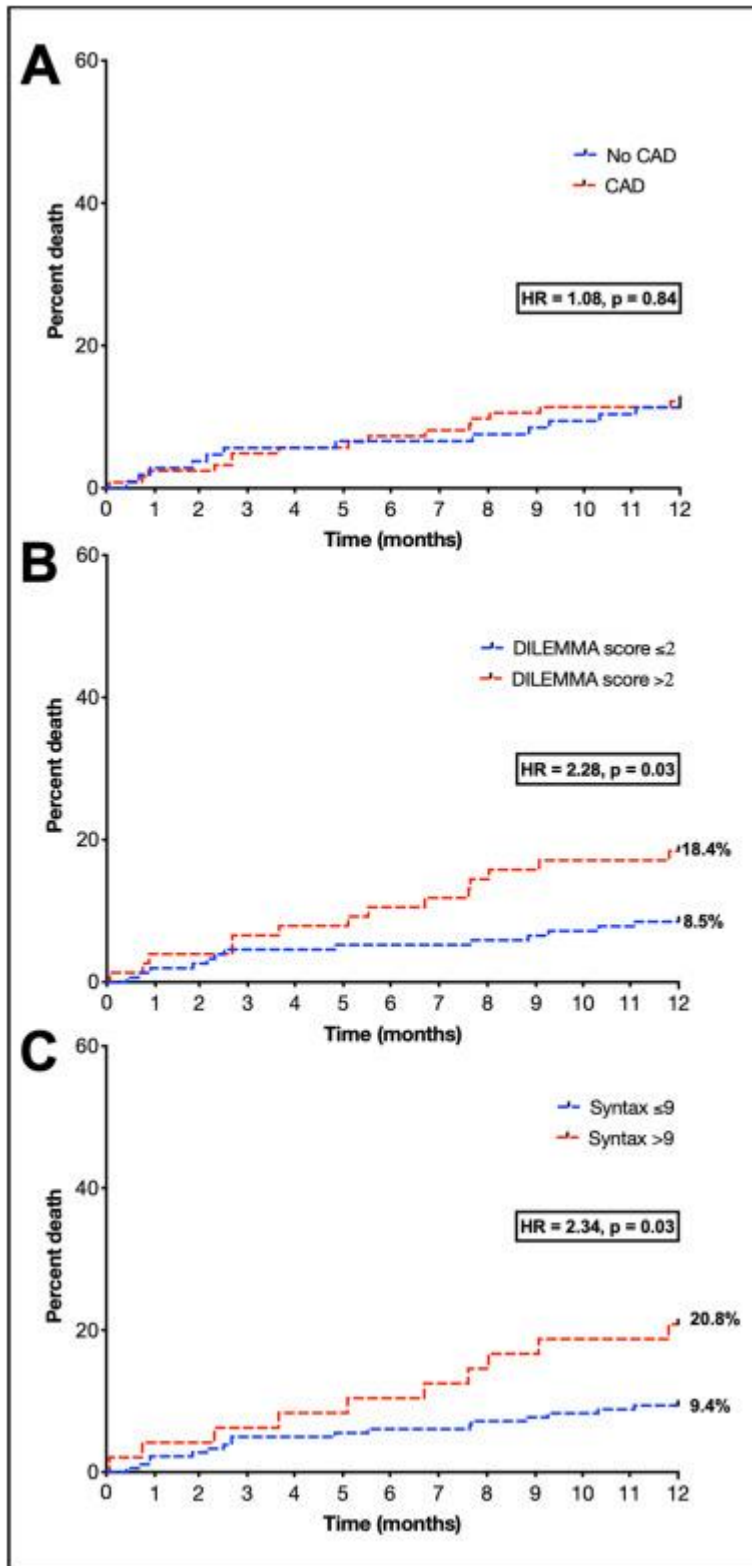 A
60
40
20
0
Percent death
No CAD
CAD
HR = 1.08, p = 0.84
0 1 2 3 4 5 6 7 8 9 10 11 12
Time (months)
B
60
40
20
0
Percent death
DILEMMA score ≤2
DILEMMA score >2
HR = 2.28, p = 0.03
18.4%
8.5%
0 1 2 3 4 5 6 7 8 9 10 11 12
Time (months)
C
60
40
20
0
Percent death
Syntax ≤9
Syntax >9
HR = 2.34, p = 0.03
20.8%
9.4%
0 1 2 3 4 5 6 7 8 9 10 11 12
Time (months)